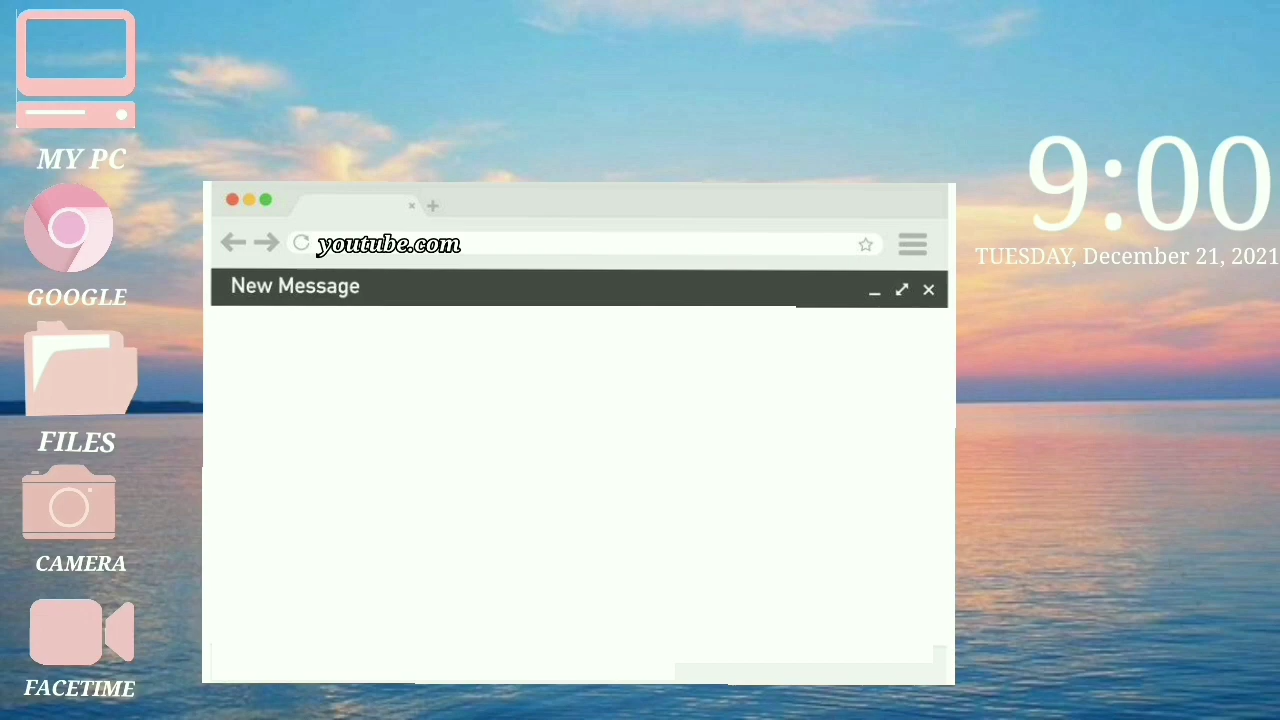 MY PC
GOOGLE
FILES
CAMERA
FACETIME
youtube.com
New Message
9:00
TUESDAY, December 21, 2021